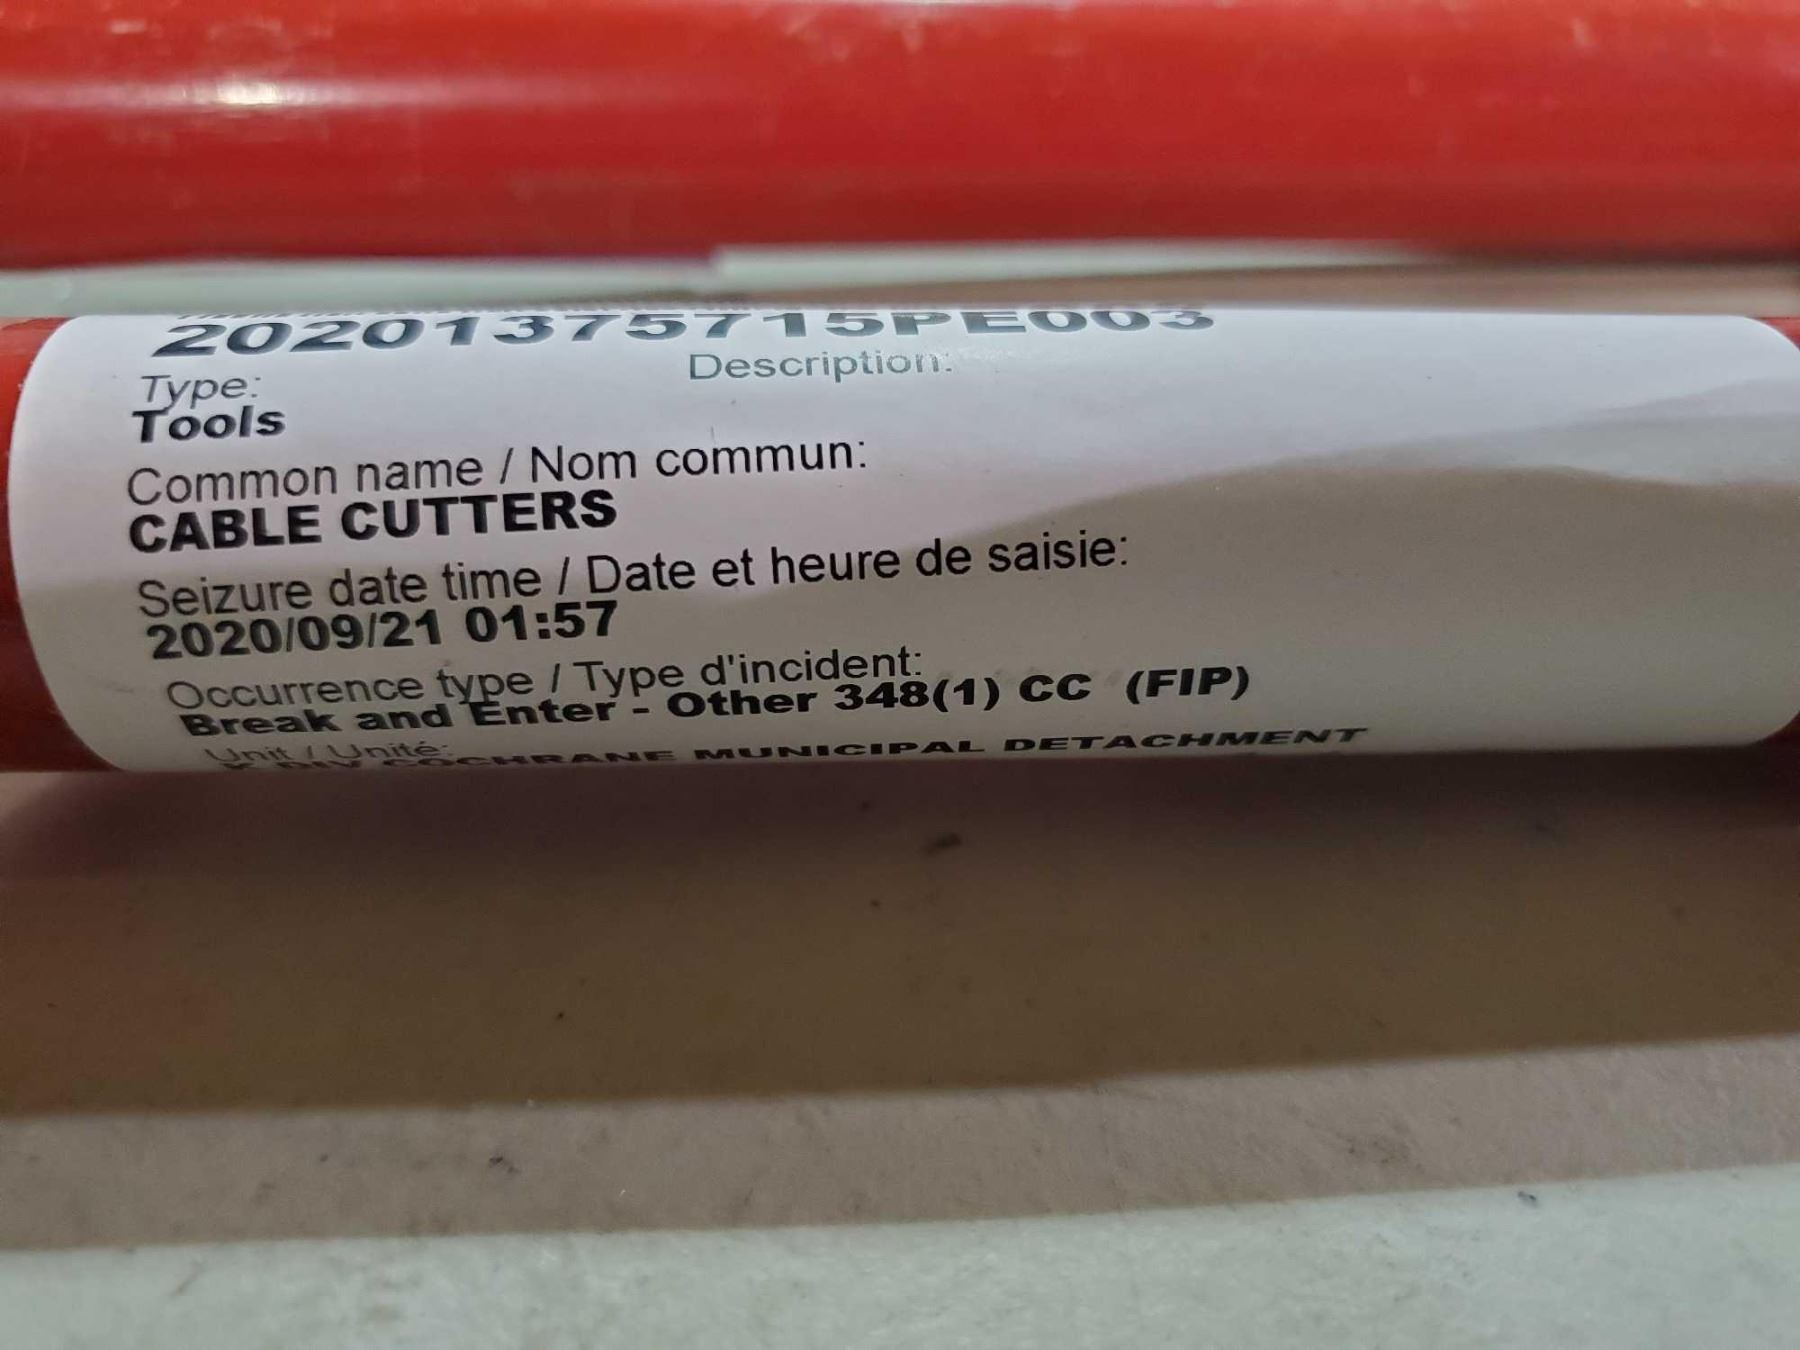 20201375715PE003
Description:
Type:
Tools
Common name / Nom commun:
CABLE CUTTERS
Seizure date time / Date et heure de saisie:
2020/09/21 01:57
Occurrence type / Type d'incident:
Break and Enter - Other 348(1) CC (FIP)
Unit / Unité:
K DIV COCHRANE MUNICIPAL DETACHMENT